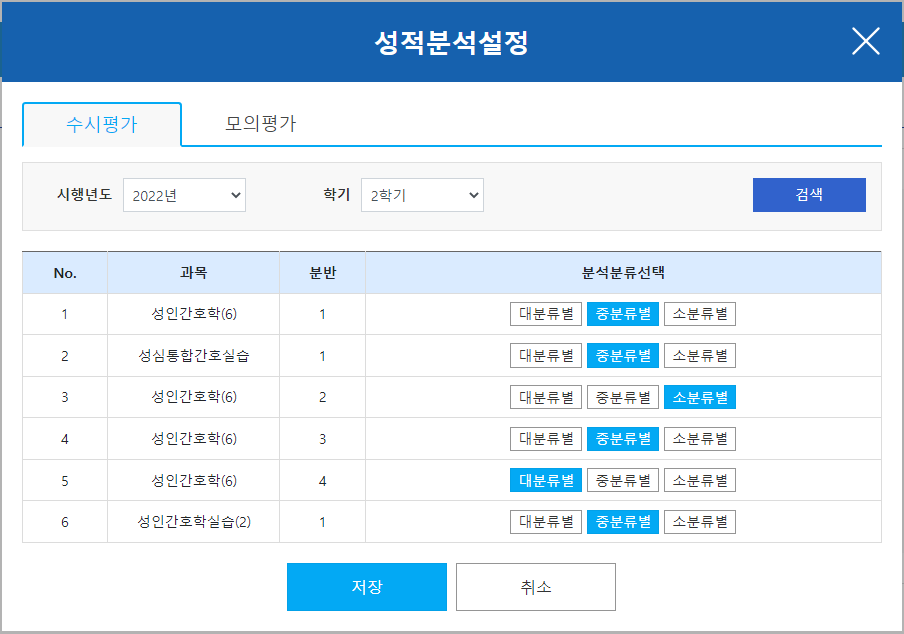 성적분석설정
수시평가 모의평가
시행년도 2022년 학기 2학기 검색
No. 과목 분반 분석분류선택
1 성인간호학(6) 1 대분류별 중분류별 소분류별
2 성심통합간호실습 1 대분류별 중분류별 소분류별
3 성인간호학(6) 2 대분류별 중분류별 소분류별
4 성인간호학(6) 3 대분류별 중분류별 소분류별
5 성인간호학(6) 4 대분류별 중분류별 소분류별
6 성인간호학실습(2) 1 대분류별 중분류별 소분류별
저장 취소